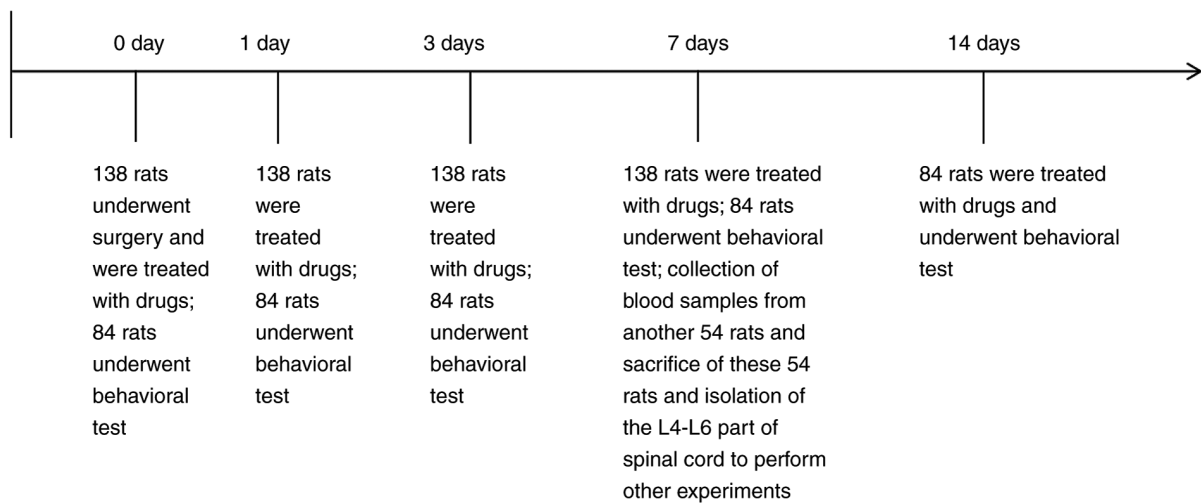 0 day
1 day
3 days
7 days
14 days
138 rats
underwent
surgery and
were treated
with drugs;
84 rats
underwent
behavioral
test
138 rats
were
treated
with drugs;
84 rats
underwent
behavioral
test
138 rats
were
treated
with drugs;
84 rats
underwent
behavioral
test
138 rats were treated
with drugs; 84 rats
underwent behavioral
test; collection of
blood samples from
another 54 rats and
sacrifice of these 54
rats and isolation of
the L4-L6 part of
spinal cord to perform
other experiments
84 rats were treated
with drugs and
underwent behavioral
test